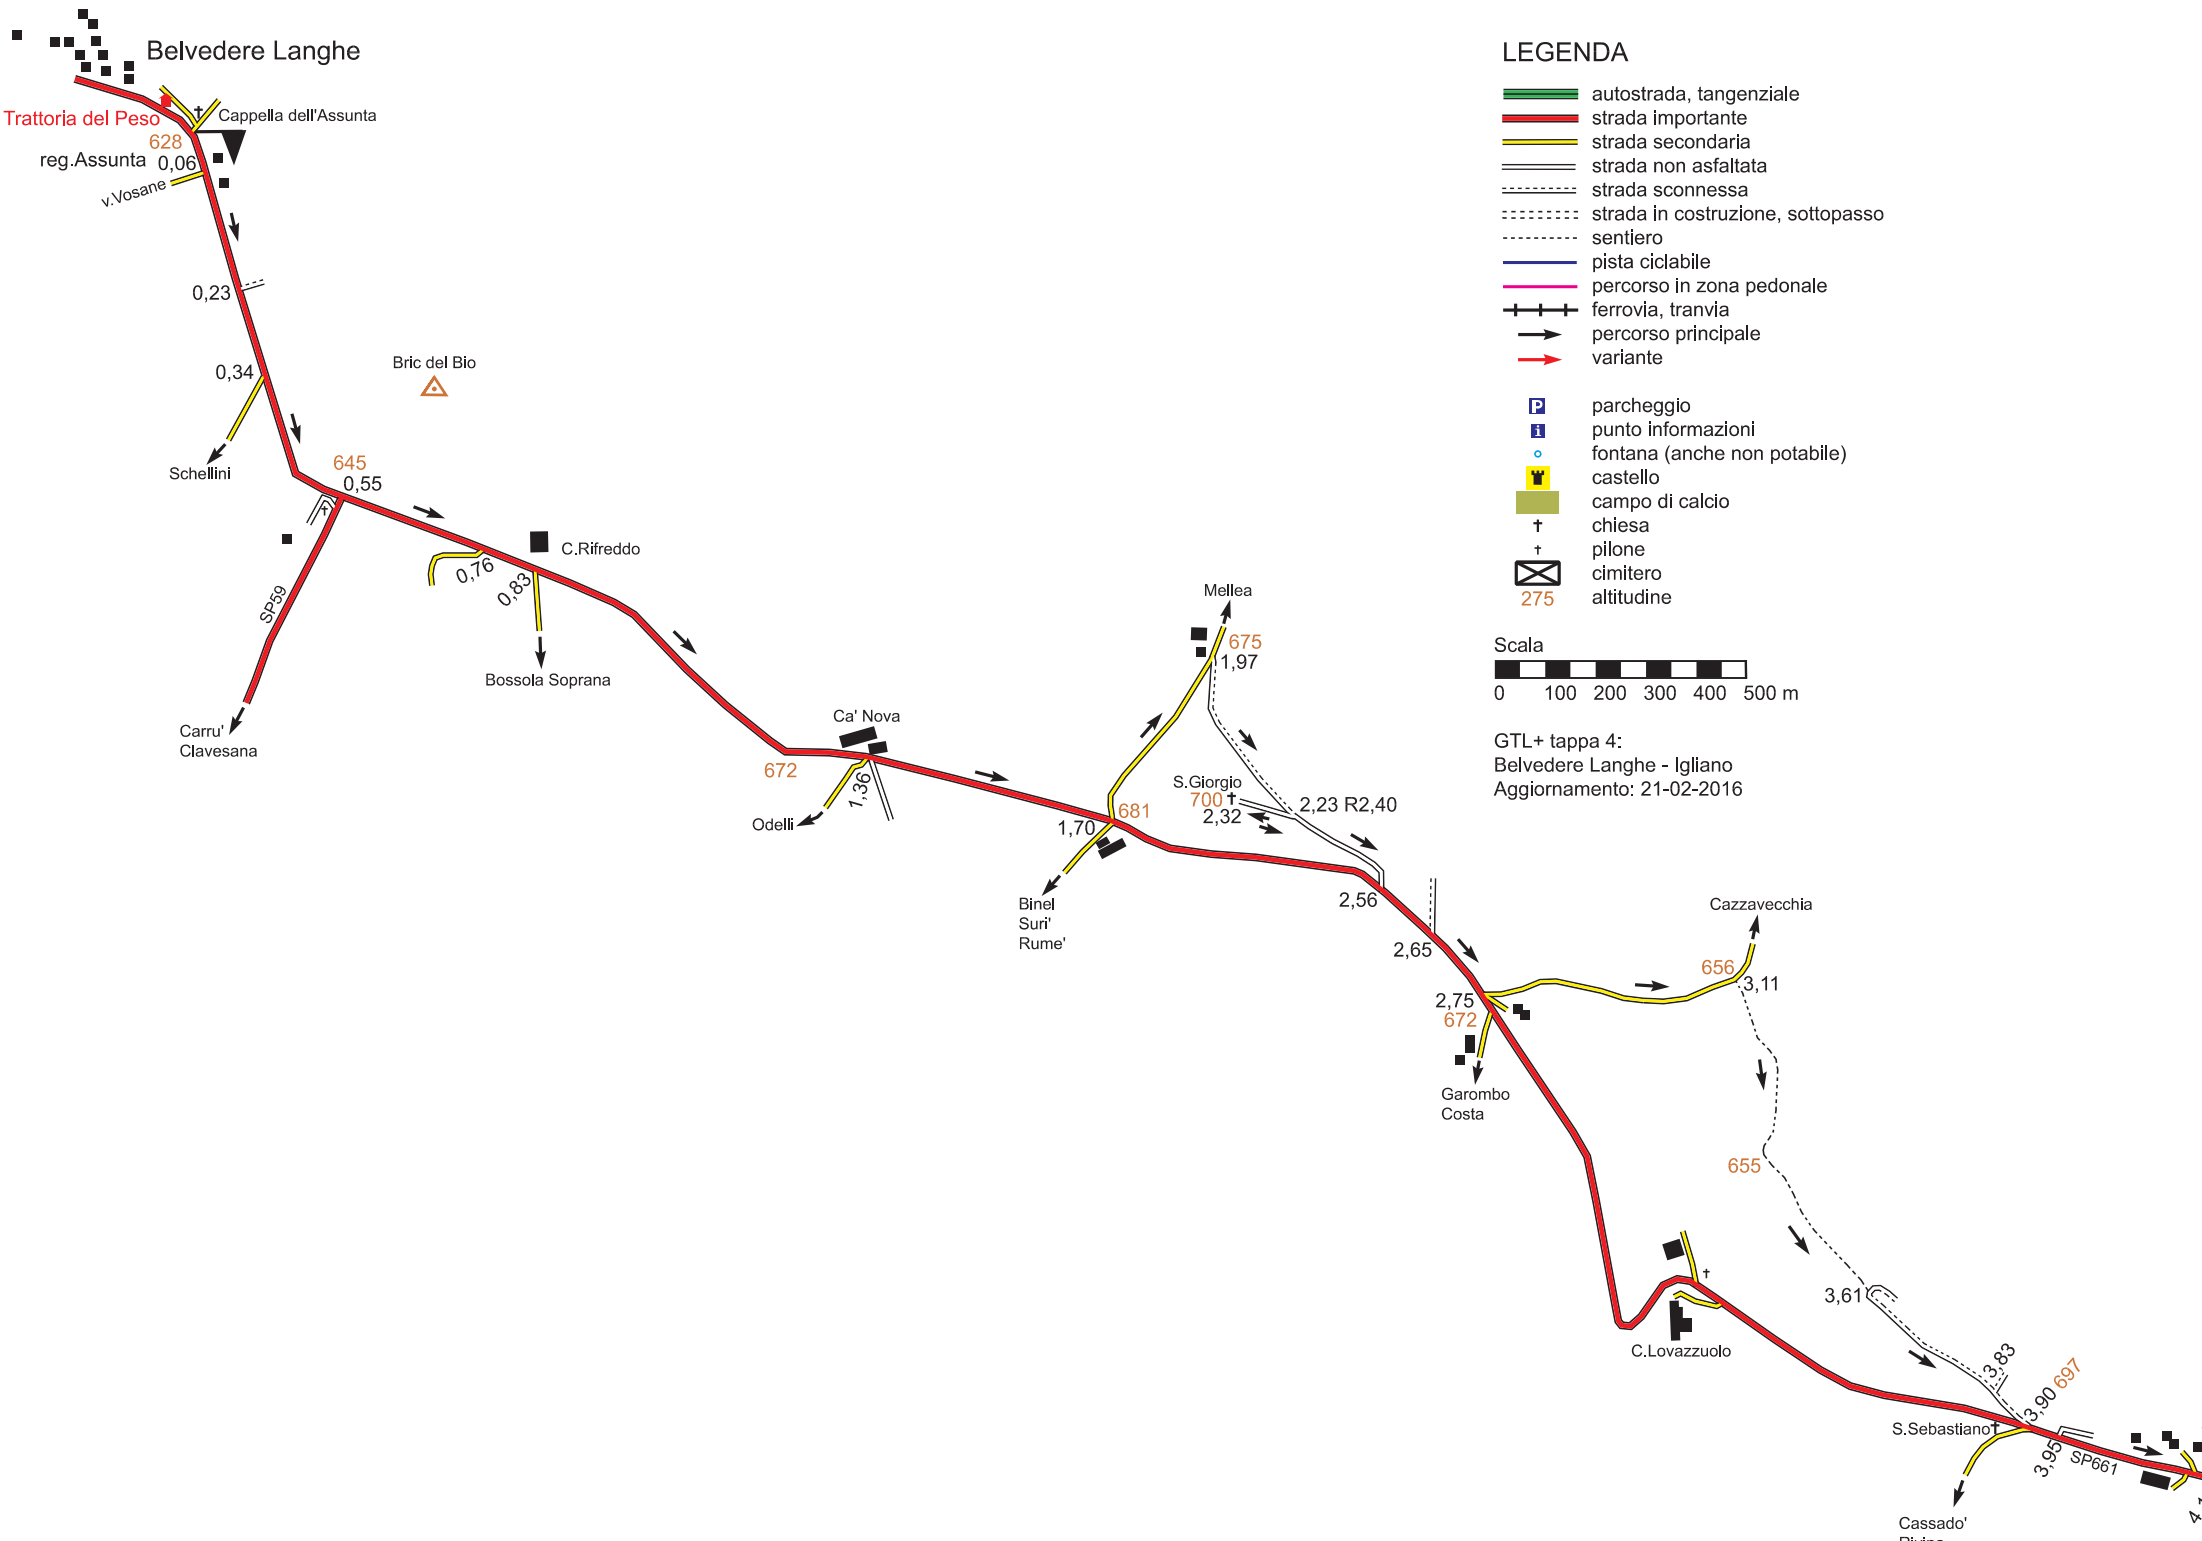 Belvedere Langhe
Cappella dell'Assunta
Trattoria del Peso
628
reg.Assunta 0,06
v.Vosane
0,23
0,34
Schellini
Bric del Bio
645
0,55
SP59
Carru'
Clavesana
0,76
0,83
C.Rifreddo
Bossola Soprana
672
Ca' Nova
1,36
Odelli
1,70
681
Binel
Suri'
Rume'
Mellea
675
1,97
S.Giorgio
700
2,32
2,23 R2,40
2,56
2,65
2,75
672
Garombo
Costa
Cazzavecchia
656
3,11
655
3,61
C.Lovazzuolo
3,83
3,90 697
S.Sebastiano
3,95
SP661
Cassado'
LEGENDA
autostrada, tangenziale
strada importante
strada secondaria
strada non asfaltata
strada sconnessa
strada in costruzione, sottopasso
sentiero
pista ciclabile
percorso in zona pedonale
ferrovia, tranvia
percorso principale
variante
P parcheggio
i punto informazioni
fontana (anche non potabile)
castello
campo di calcio
chiesa
pilone
cimitero
275 altitudine
Scala
0 100 200 300 400 500 m
GTL+ tappa 4:
Belvedere Langhe - Igliano
Aggiornamento: 21-02-2016